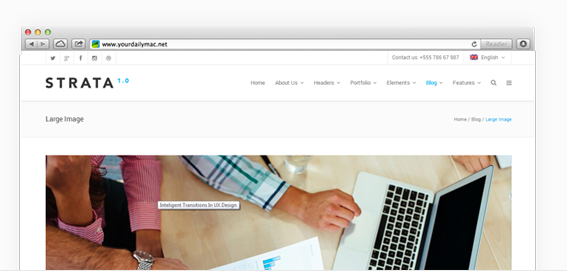 www.yourdailymac.net
Reader
Contact us: +555 786 67 987
English
STRATA 1.0
Home About Us Headers Portfolio Elements Blog Features
Large Image
Home / Blog / Large Image
Inteligent Transitions In UX Design